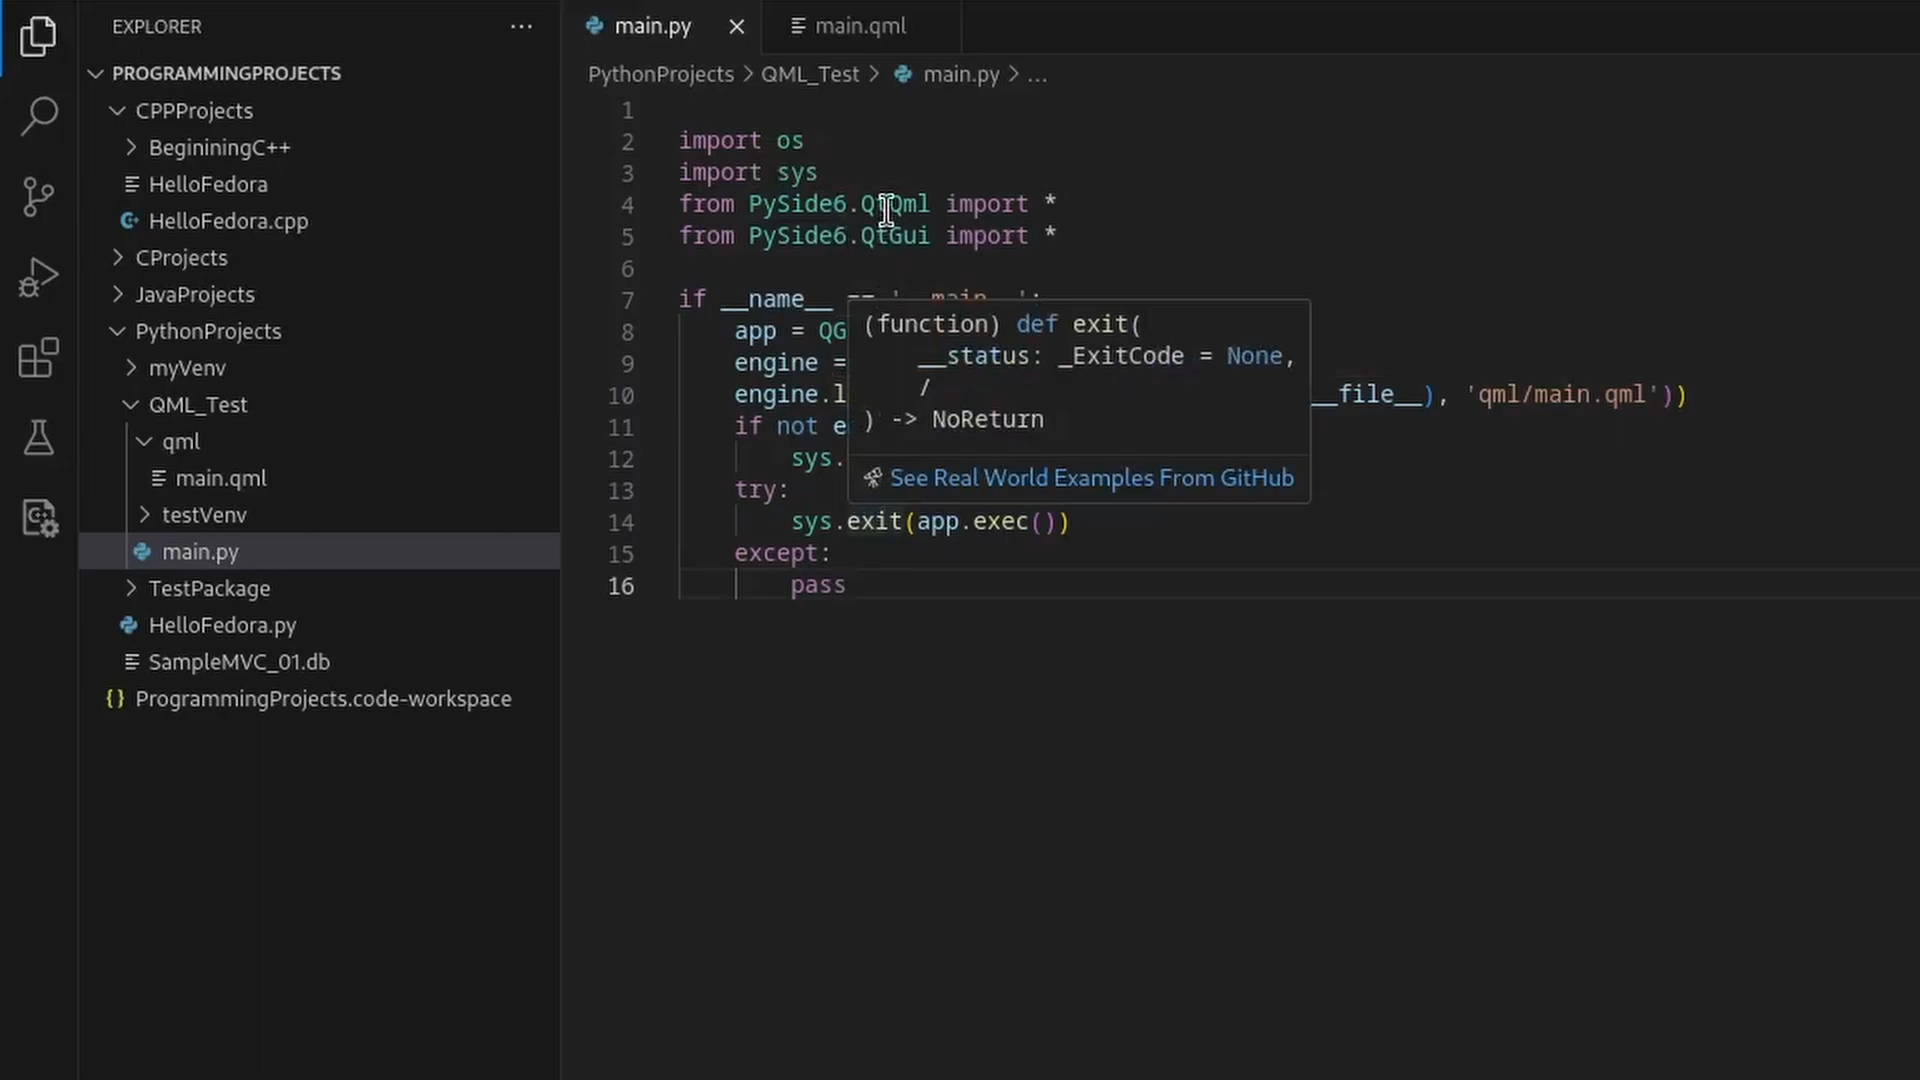 EXPLORER
PROGRAMMINGPROJECTS
CPPProjects
BeginingC++
HelloFedora
HelloFedora.cpp
CProjects
JavaProjects
PythonProjects
myVenv
QML_Test
qml
main.qml
testVenv
main.py
TestPackage
HelloFedora.py
SampleMVC_01.db
{} ProgrammingProjects.code-workspace
main.py
main.qml
PythonProjects > QML_Test > main.py > ...
1
2 import os
3 import sys
4 from PySide6.QtQml import *
5 from PySide6.QtGui import *
6
7 if __name__
8 app = QG
9 engine =
10 engine.l __file__), 'qml/main.qml'))
11 if not e
12 sys.
13 try:
14 sys.exit(app.exec())
15 except:
16 pass
(function) def exit(
__status: _ExitCode = None,
/
) -> NoReturn
See Real World Examples From GitHub